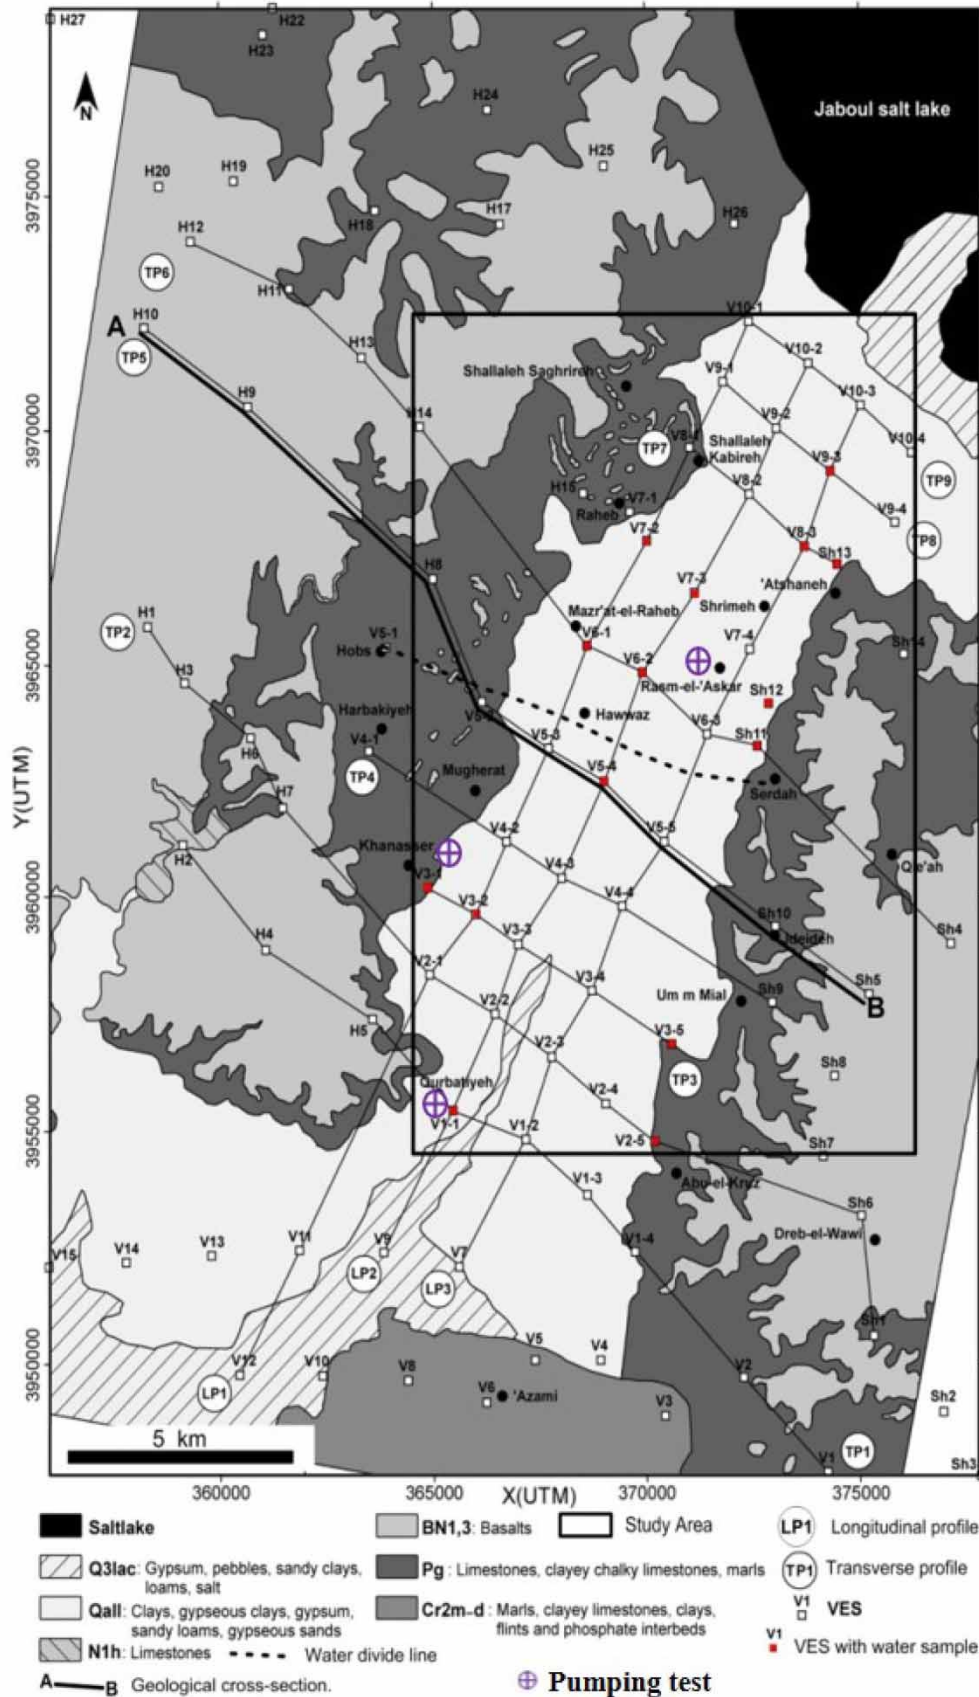 H27
H22
H23
H24
N
Jaboul salt lake
H25
H20
H19
H12
H18
H17
H26
3975000
TP6
H11
V10-1
A
H10
TP5
H13
V10-2
Shallaleh Saghrireh
V9-1
V10-3
H9
V14
V9-2
3970000
TP7
V8-1
Shallaleh
Kabireh
V10-4
V9-3
TP9
H15
V7-1
V8-2
Raheb
V9-4
V7-2
V8-3
TP8
Sh13
H8
V7-3
'Atshaneh
H1
Mazr'at-el-Raheb
Shrimeh
TP2
V5-1
V6-1
V7-4
Sh14
Hobs
3965000
H3
V6-2
Rasm-el-'Askar
Sh12
Harbakiyeh
Hawwaz
V6-3
Sh11
V4-1
V5-3
H6
TP4
Mugherat
V5-4
Serdah
H7
Y(UTM)
V4-2
V5-5
H2
Khanasser
V4-3
Qie'ah
V3-1
V4-4
3960000
V3-2
V3-3
Sh10
Jdeideh
Sh4
H4
V2-1
V3-4
Sh5
V2-2
Um m Mial
Sh9
B
H5
V2-3
V3-5
Qurbatiyeh
TP3
Sh8
V2-4
V1-1
V1-2
V2-5
Sh7
3955000
V1-3
Abu-el-Kruz
Sh6
V11
V1-4
Dreb-el-Wawi
V15
V14
V13
V9
V7
LP2
LP3
Sh1
V12
V10
V8
V5
V4
V2
3950000
LP1
V6
'Azami
V3
Sh2
5 km
TP1
V1
Sh3
360000
365000
X(UTM)
370000
375000
Saltlake
BN1,3: Basalts
Study Area
LP1
Longitudinal profile
Q3lac: Gypsum, pebbles, sandy clays,
loams, salt
Pg : Limestones, clayey chalky limestones, marls
TP1
Transverse profile
Qall: Clays, gypseous clays, gypsum,
sandy loams, gypseous sands
Cr2m-d : Marls, clayey limestones, clays,
flints and phosphate interbeds
V1
VES
N1h: Limestones
Water divide line
V1
VES with water sample
A
B
Geological cross-section.
Pumping test